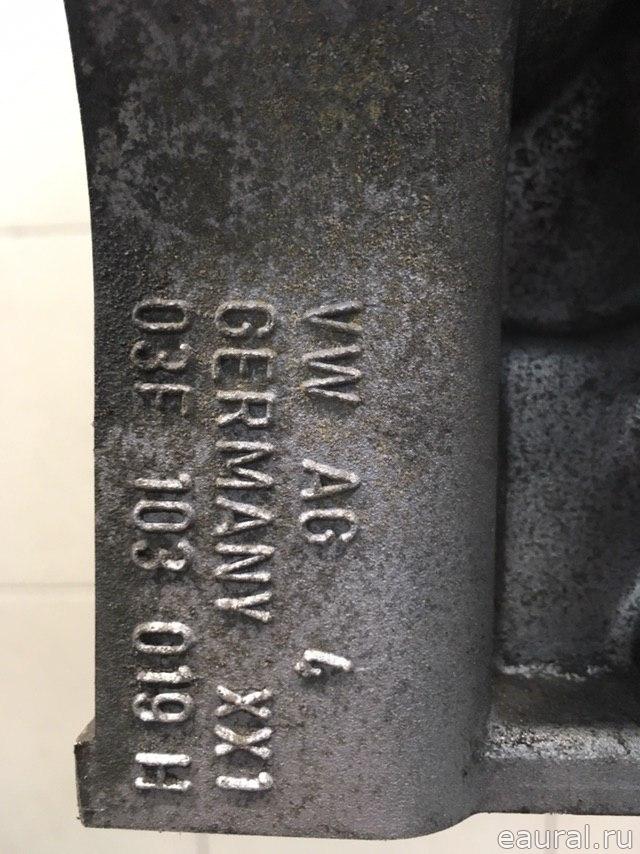 VW AG 4
GERMANY XX1
03F 103 019 H
eaural.ru